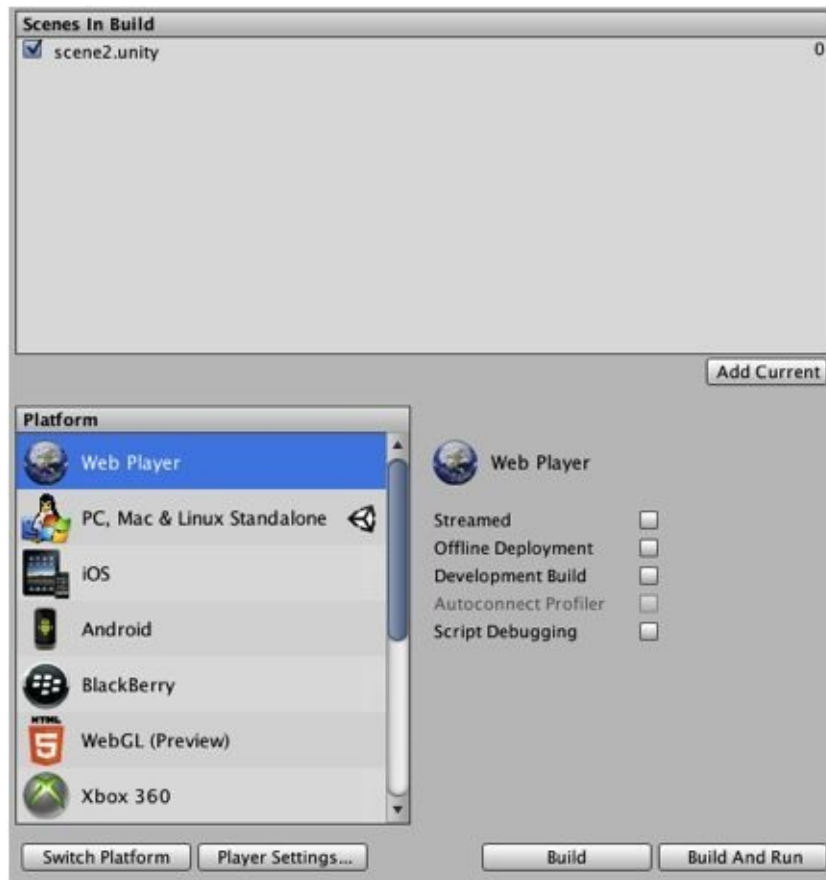 Scenes In Build
scene2.unity 0
Add Current
Platform
Web Player
PC, Mac & Linux Standalone
iOS
Android
BlackBerry
HTML
5
WebGL (Preview)
Xbox 360
Web Player
Streamed
Offline Deployment
Development Build
Autoconnect Profiler
Script Debugging
Switch Platform Player Settings... Build Build And Run